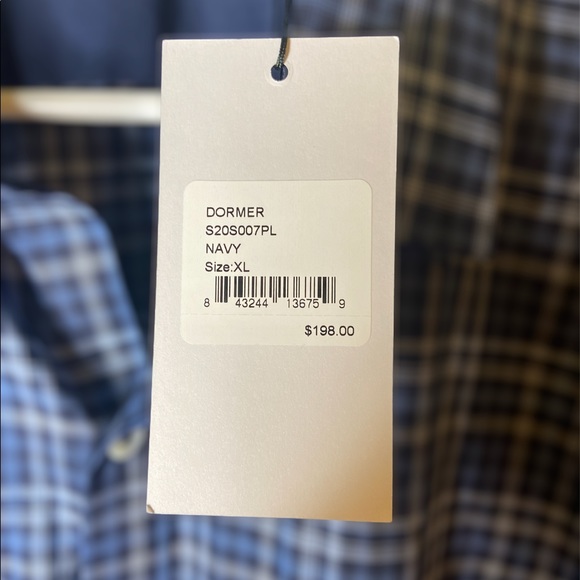 DORMER
S20S007PL
NAVY
Size:XL
8 43244 13675 9
$198.00